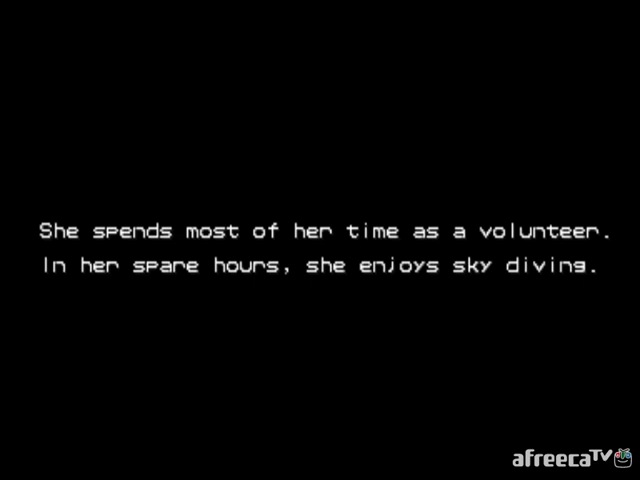 She spends most of her time as a volunteer.
In her spare hours, she enjoys sky diving.
afreecaTV